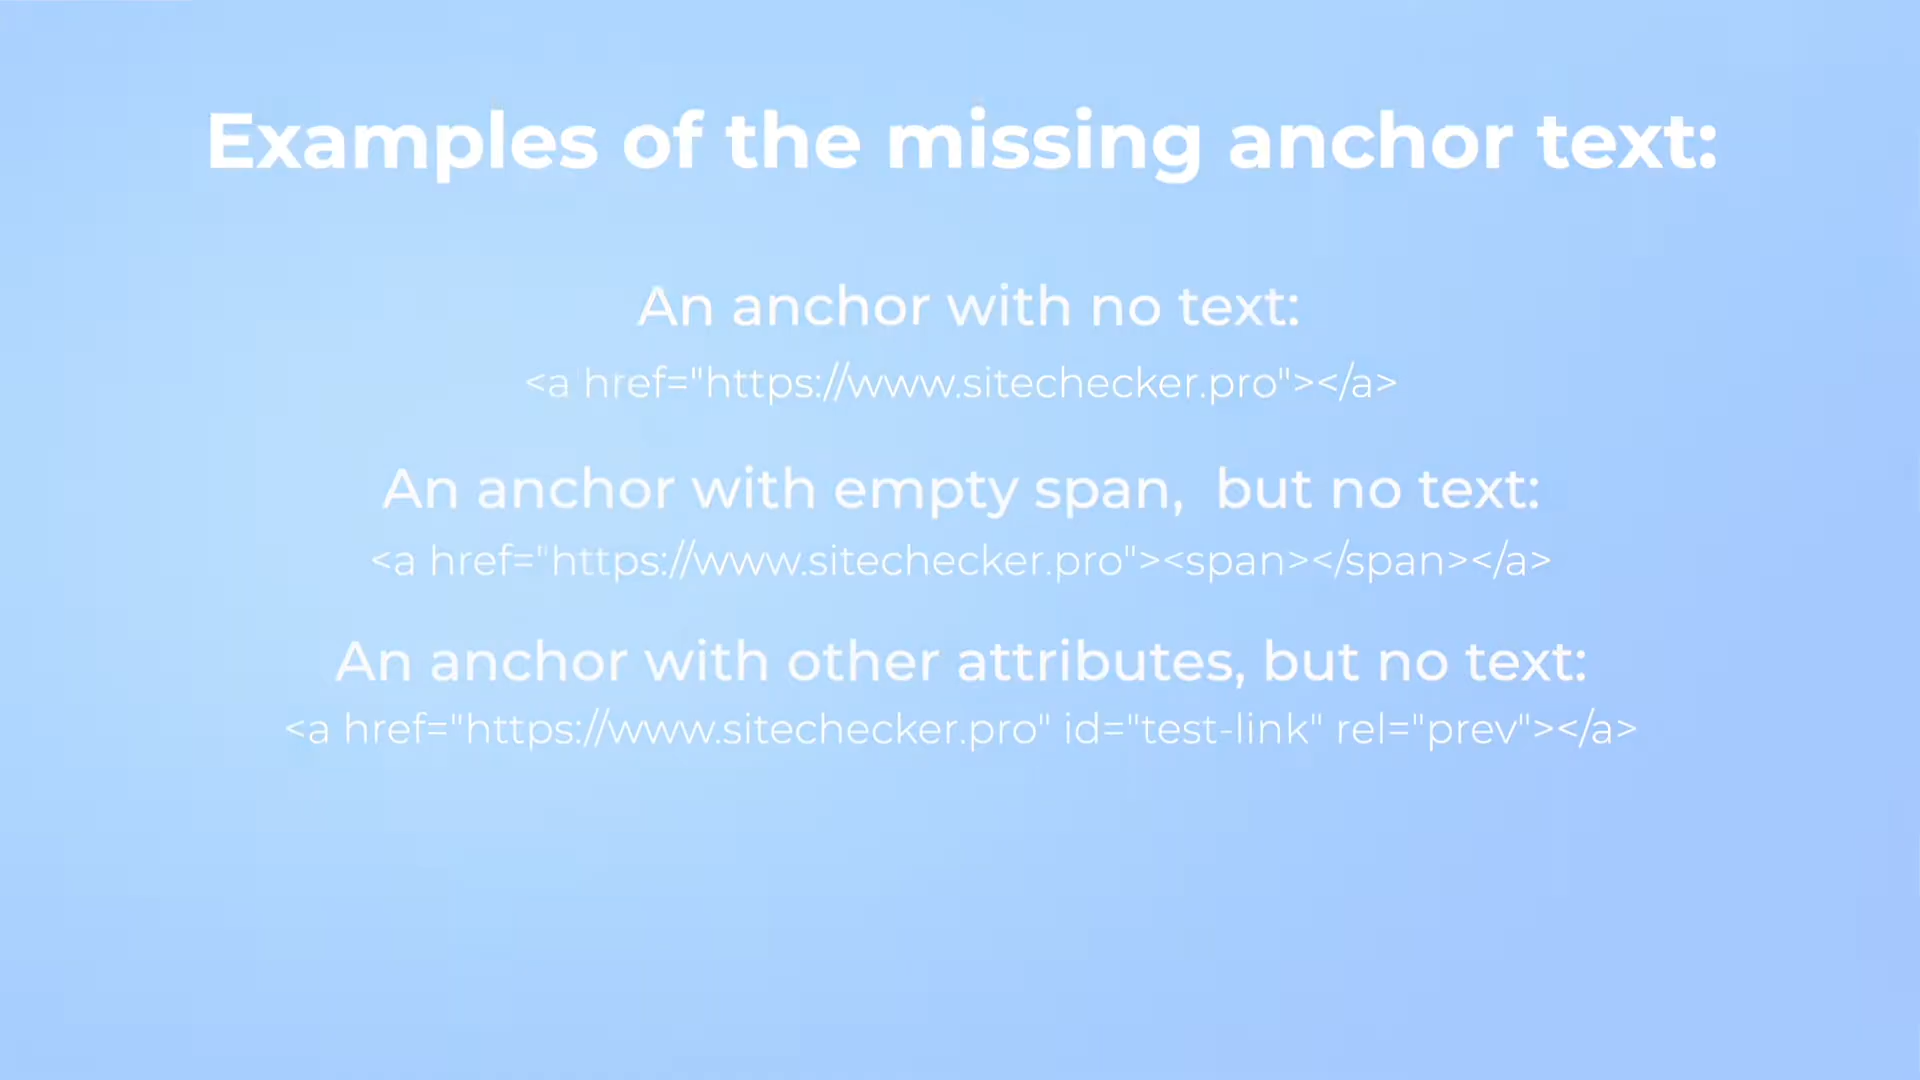 Examples of the missing anchor text:
An anchor with no text:
<a href="https://www.sitechecker.pro"></a>
An anchor with empty span, but no text:
<a href="https://www.sitechecker.pro"><span></span></a>
An anchor with other attributes, but no text:
<a href="https://www.sitechecker.pro" id="test-link" rel="prev"></a>